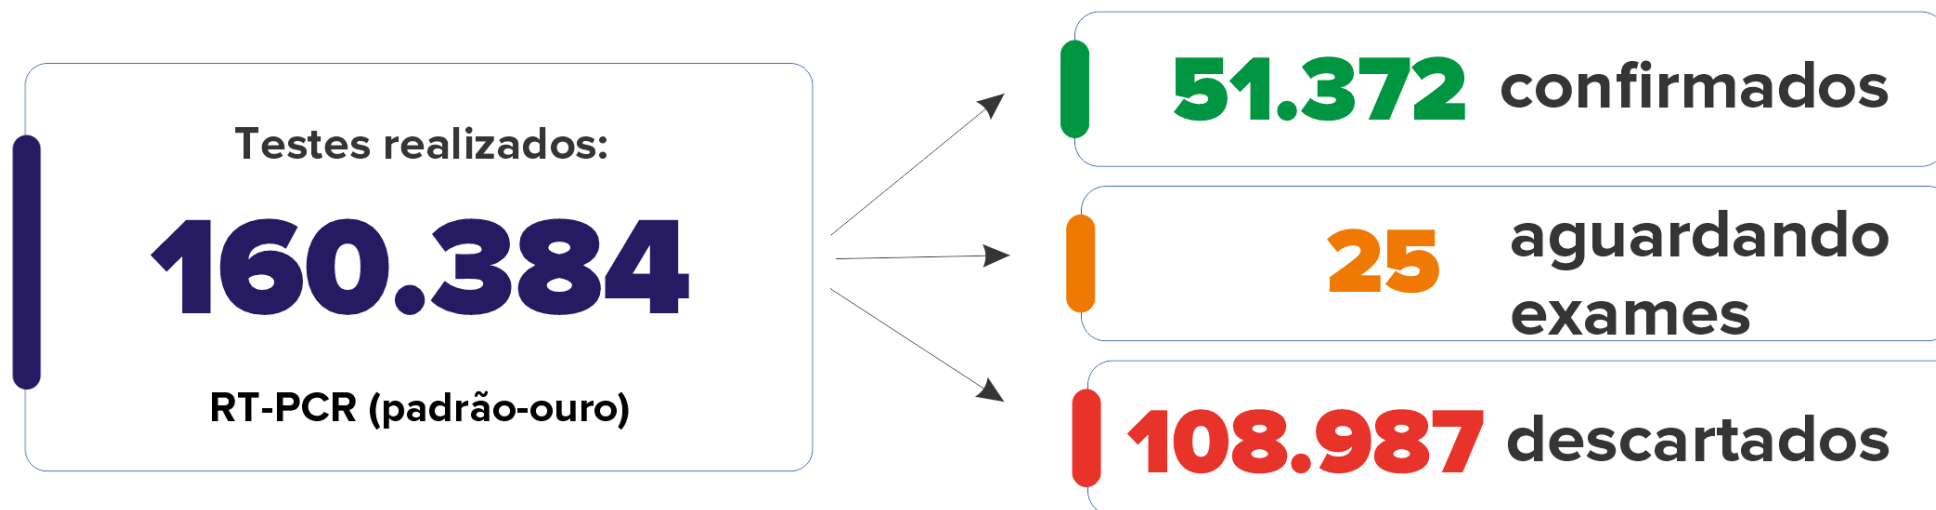 Testes realizados:
160.384
RT-PCR (padrão-ouro)
51.372 confirmados
25 aguardando
exames
108.987 descartados